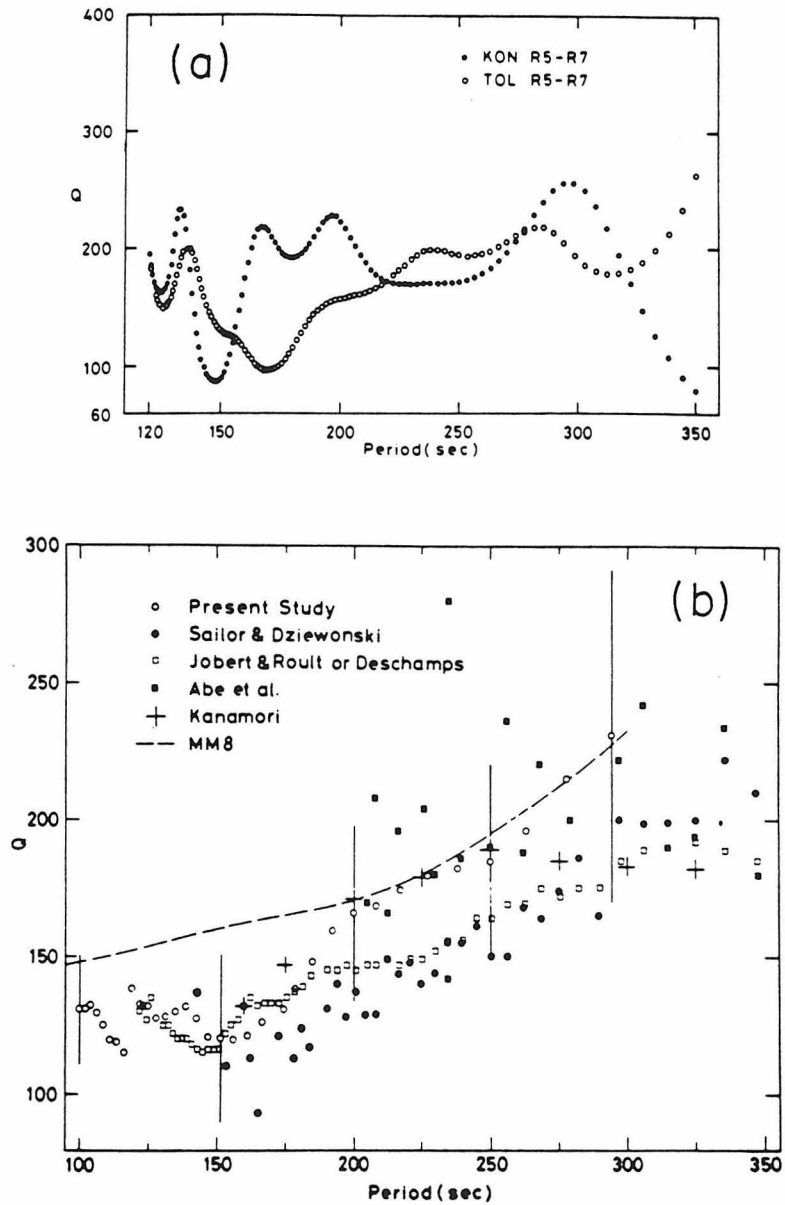 400
(a)
• KON R5-R7
○ TOL R5-R7
300
Q
200
100
60
120 150 200 250 300 350
Period(sec)
300
(b)
○ Present Study
● Sailor & Dziewonski
□ Jobert & Roult or Deschamps
■ Abe et al.
+ Kanamori
–– MM8
250
200
Q
150
100
100 150 200 250 300 350
Period(sec)